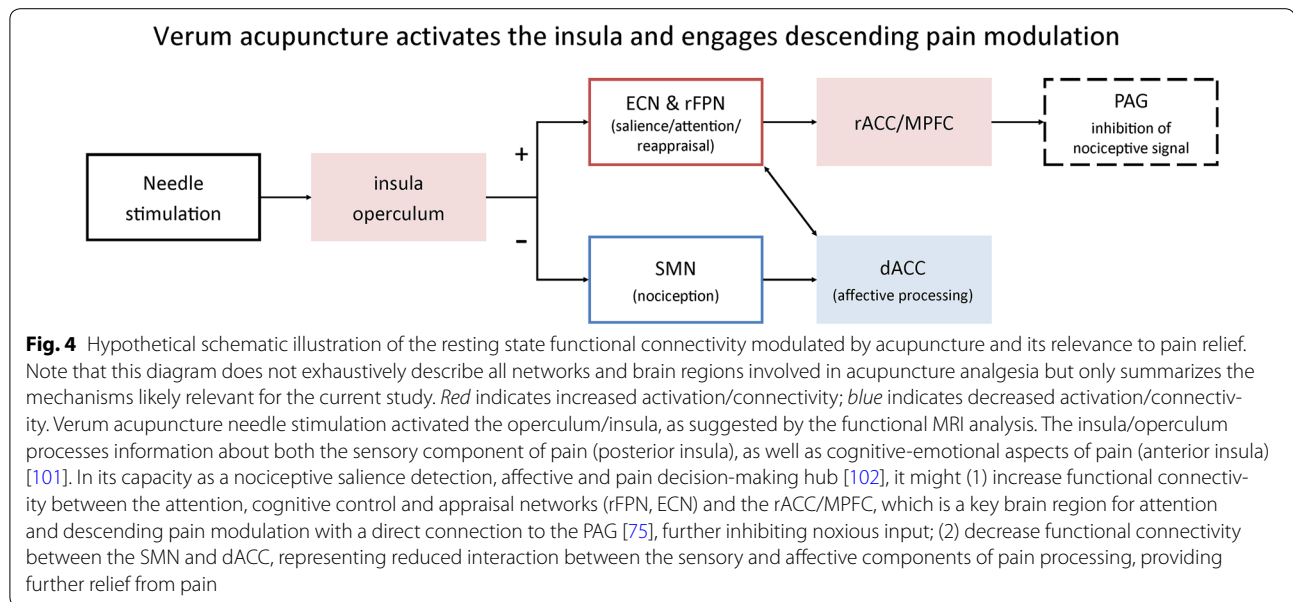 Verum acupuncture activates the insula and engages descending pain modulation
Needle
stimulation
insula
operculum
+
−
ECN & rFPN
(salience/attention/
reappraisal)
rACC/MPFC
PAG
inhibition of
nociceptive signal
SMN
(nociception)
dACC
(affective processing)
Fig. 4 Hypothetical schematic illustration of the resting state functional connectivity modulated by acupuncture and its relevance to pain relief.
Note that this diagram does not exhaustively describe all networks and brain regions involved in acupuncture analgesia but only summarizes the
mechanisms likely relevant for the current study. Red indicates increased activation/connectivity; blue indicates decreased activation/connectiv-
ity. Verum acupuncture needle stimulation activated the operculum/insula, as suggested by the functional MRI analysis. The insula/operculum
processes information about both the sensory component of pain (posterior insula), as well as cognitive-emotional aspects of pain (anterior insula)
[101]. In its capacity as a nociceptive salience detection, affective and pain decision-making hub [102], it might (1) increase functional connectiv-
ity between the attention, cognitive control and appraisal networks (rFPN, ECN) and the rACC/MPFC, which is a key brain region for attention
and descending pain modulation with a direct connection to the PAG [75], further inhibiting noxious input; (2) decrease functional connectivity
between the SMN and dACC, representing reduced interaction between the sensory and affective components of pain processing, providing
further relief from pain